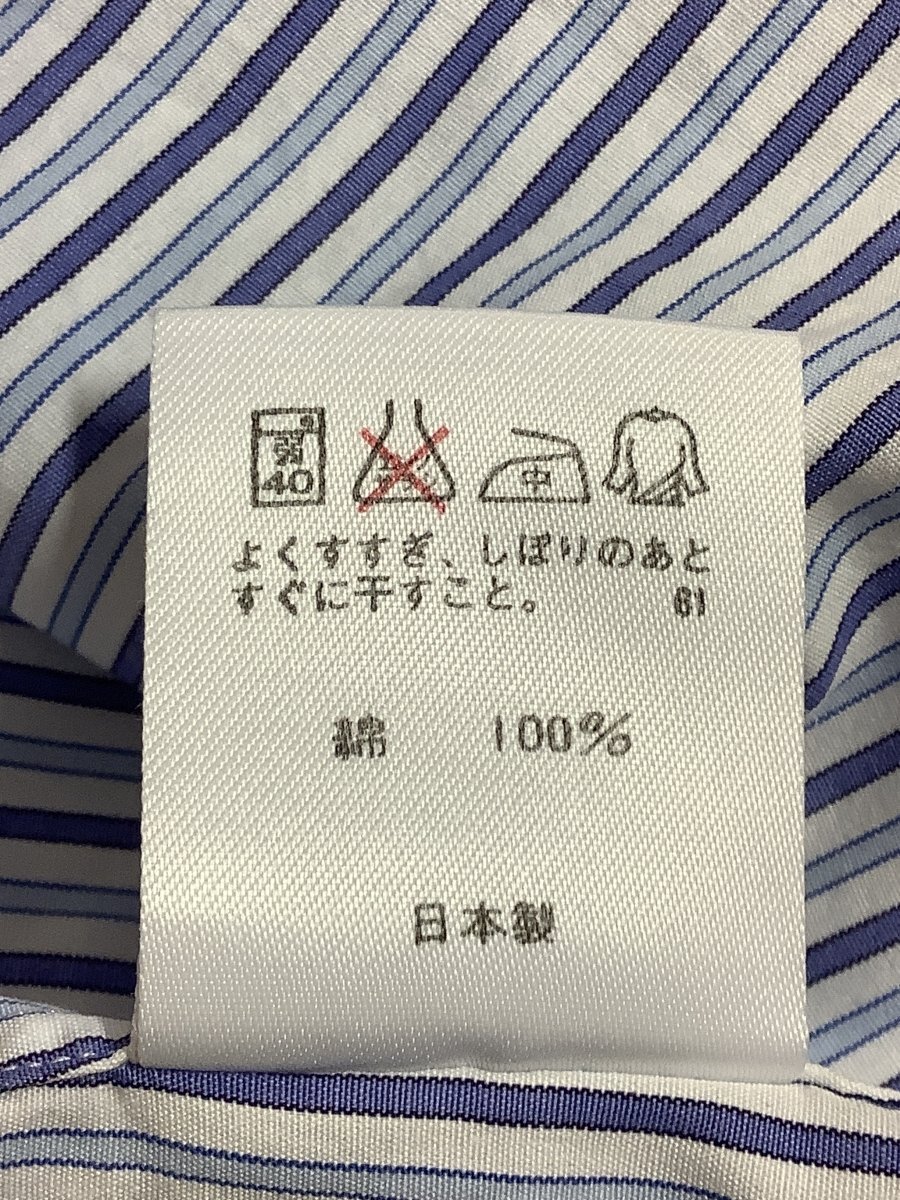 弱
40
中
よくすすぎ、しぼりのあと
すぐに干すこと。 61
綿 100%
日本製